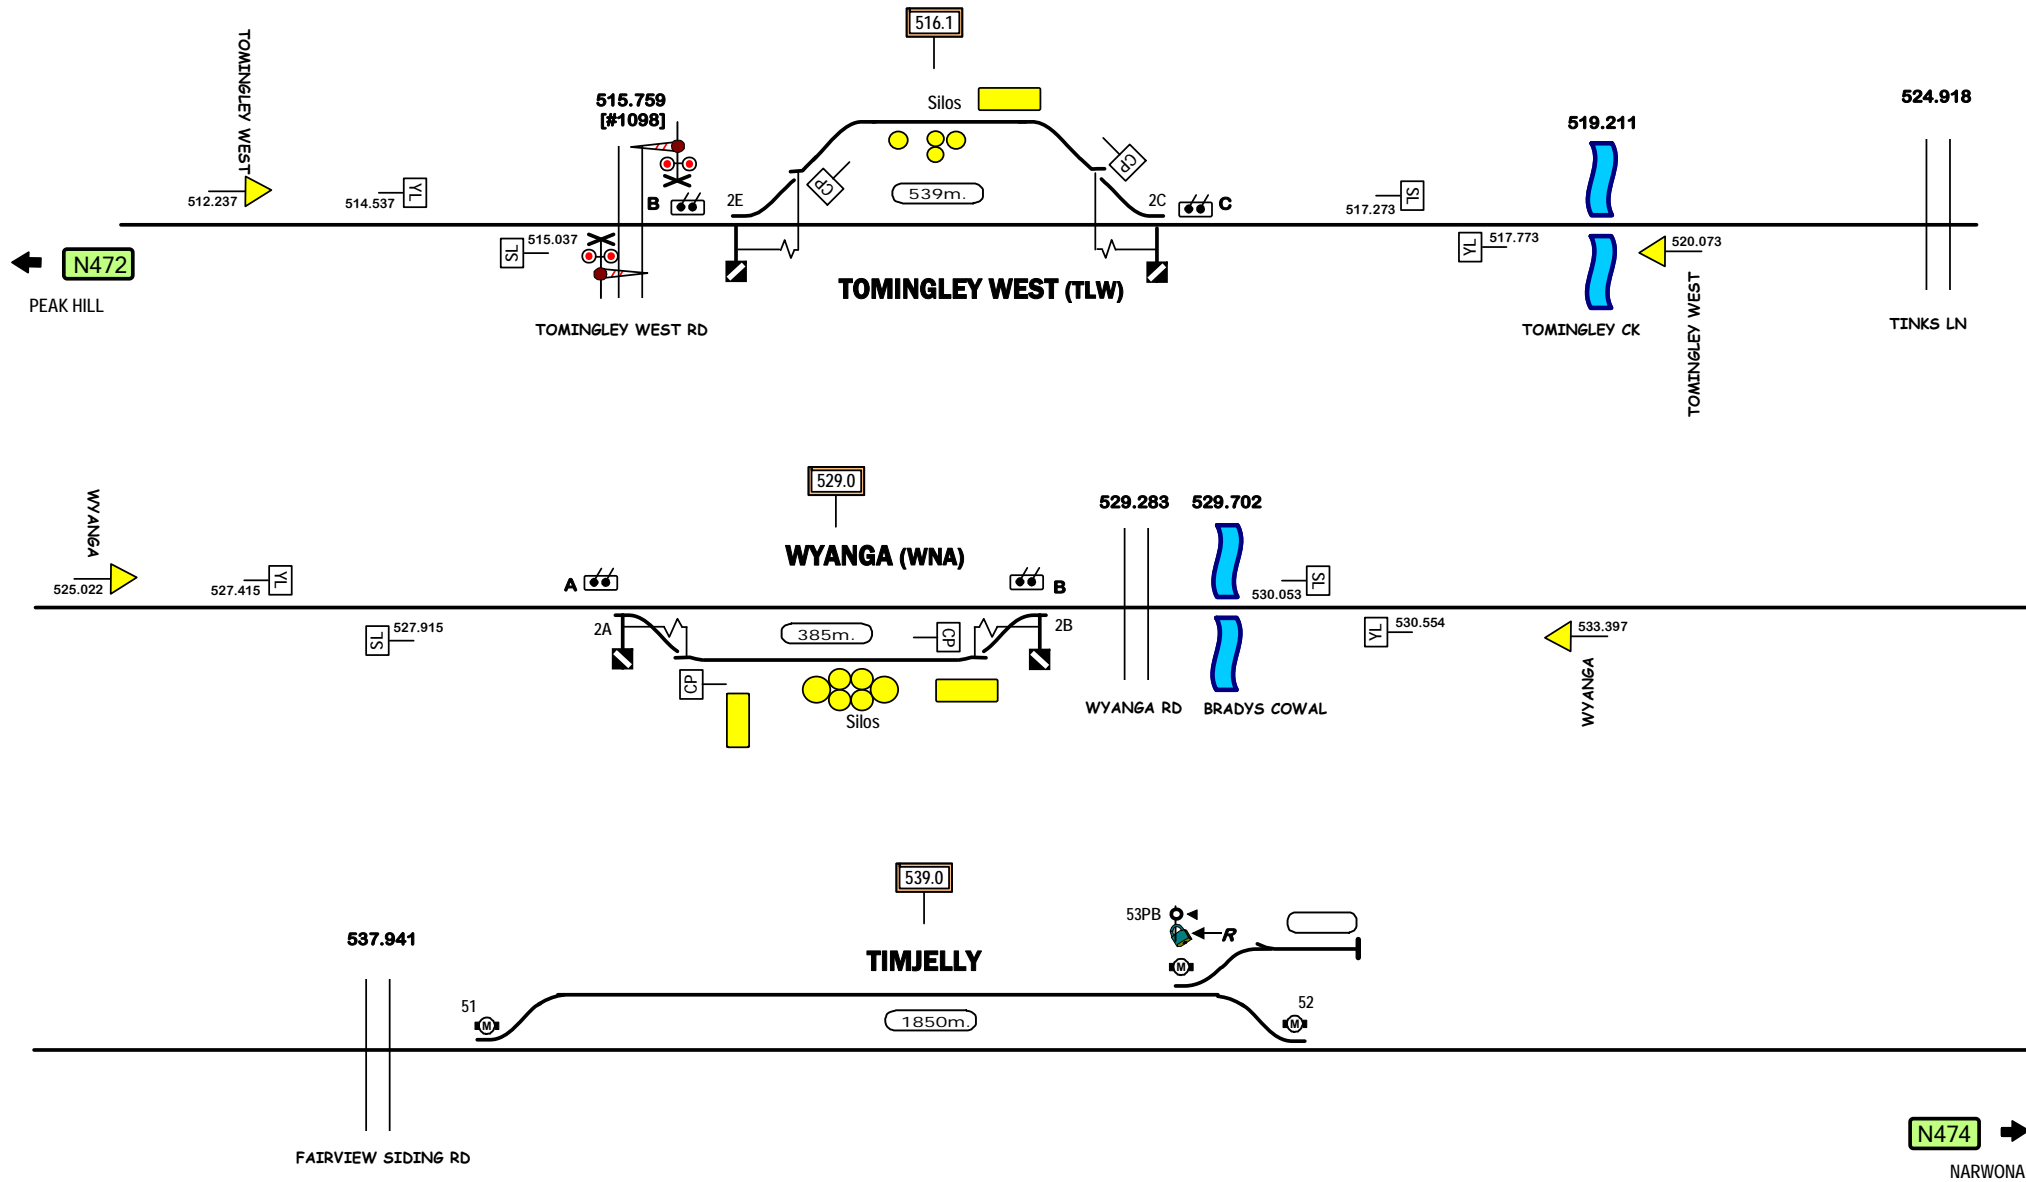 516.1
TOMINGLEY WEST
515.759
[#1098]
Silos
519.211
524.918
512.237
514.537
YL
B
2E
CP
539m.
CP
2C
C
517.273
SL
SL
515.037
YL
517.773
520.073
N472
PEAK HILL
TOMINGLEY WEST (TLW)
TOMINGLEY WEST RD
TOMINGLEY CK
TOMINGLEY WEST
TINKS LN
529.0
WYANGA
529.283
529.702
WYANGA (WNA)
525.022
527.415
YL
A
B
530.053
SL
SL
527.915
2A
385m.
CP
2B
YL
530.554
533.397
CP
Silos
WYANGA RD
BRADYS COWAL
WYANGA
539.0
537.941
53PB
R
TIMJELLY
M
51
M
1850m.
52
M
FAIRVIEW SIDING RD
N474
NARWONA